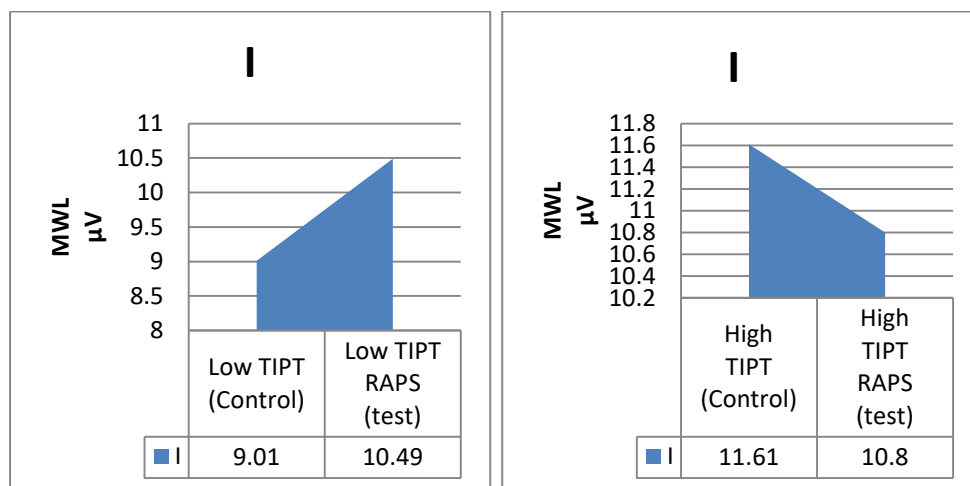 I
MWL
µV
11
10.5
10
9.5
9
8.5
8
Low TIPT
(Control)
Low TIPT
RAPS
(test)
I
9.01
10.49
I
MWL
µV
11.8
11.6
11.4
11.2
11
10.8
10.6
10.4
10.2
High
TIPT
(Control)
High
TIPT
RAPS
(test)
I
11.61
10.8